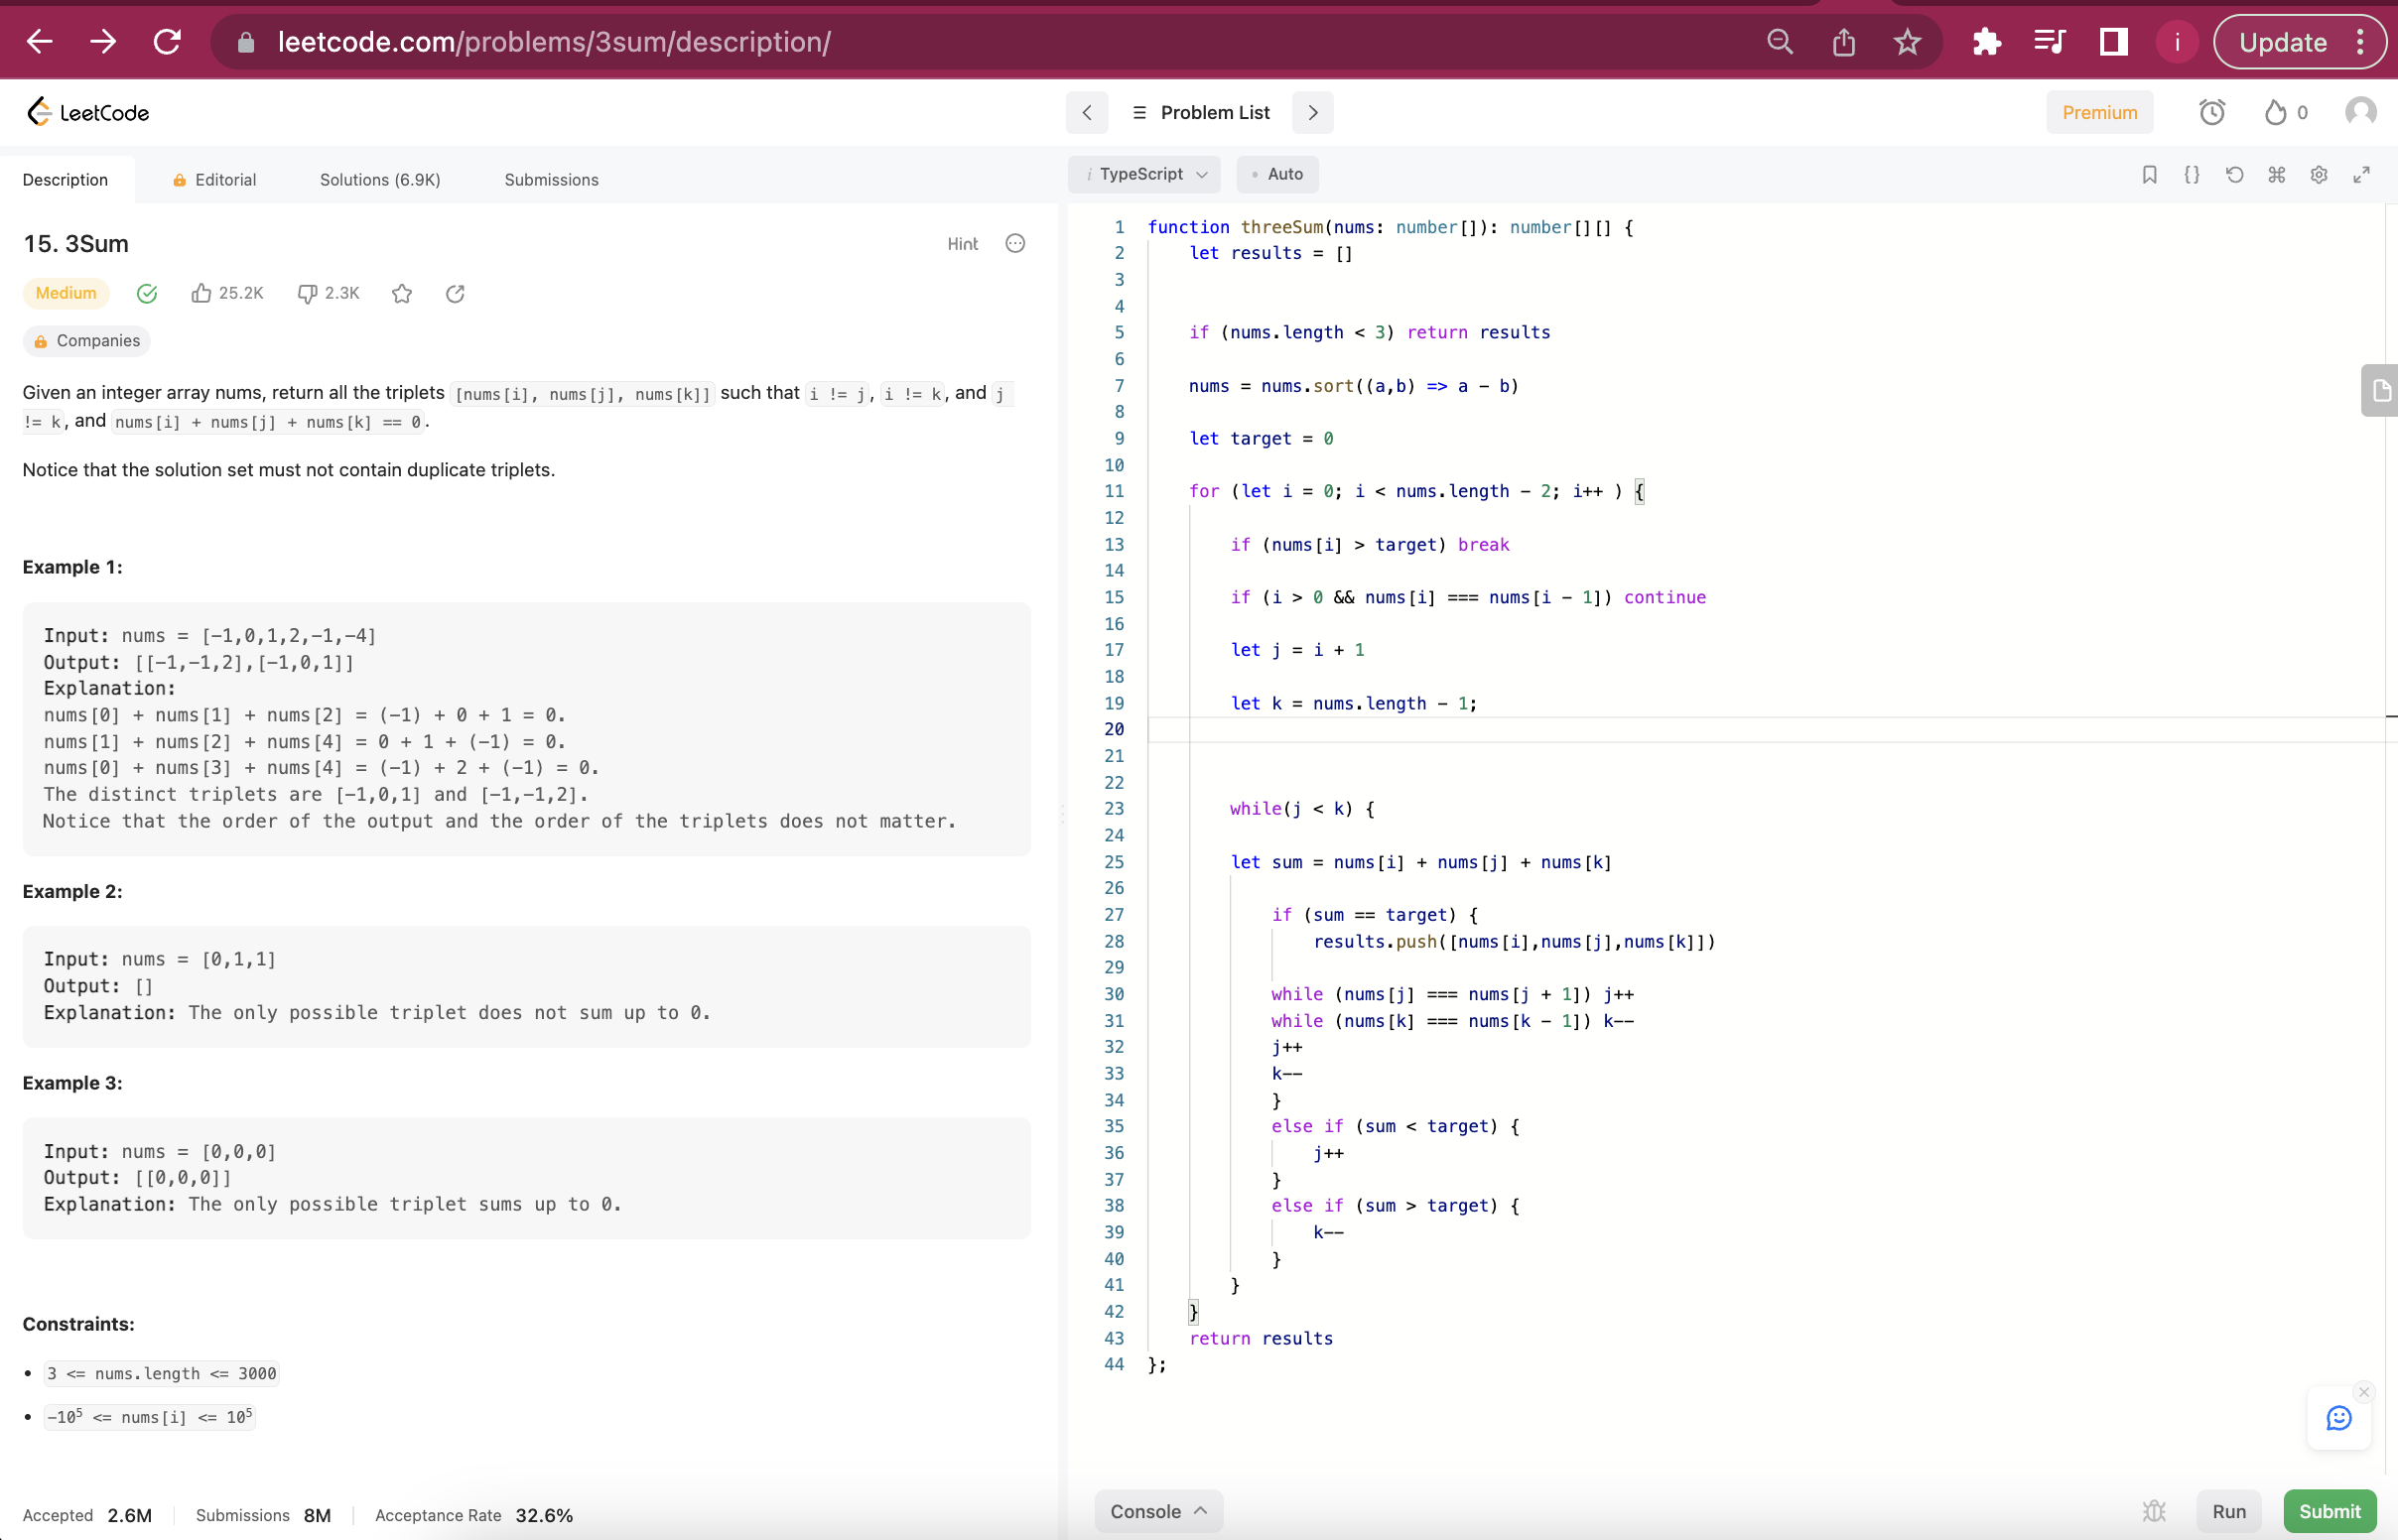 leetcode.com/problems/3sum/description/
i
Update
LeetCode
Problem List
Premium
0
Description
Editorial
Solutions (6.9K)
Submissions
15. 3Sum
Hint
Medium
25.2K
2.3K
Companies
Given an integer array nums, return all the triplets [nums[i], nums[j], nums[k]] such that i != j, i != k, and j
!= k, and nums[i] + nums[j] + nums[k] == 0.
Notice that the solution set must not contain duplicate triplets.
Example 1:
Input: nums = [-1,0,1,2,-1,-4]
Output: [[-1,-1,2],[-1,0,1]]
Explanation:
nums[0] + nums[1] + nums[2] = (-1) + 0 + 1 = 0.
nums[1] + nums[2] + nums[4] = 0 + 1 + (-1) = 0.
nums[0] + nums[3] + nums[4] = (-1) + 2 + (-1) = 0.
The distinct triplets are [-1,0,1] and [-1,-1,2].
Notice that the order of the output and the order of the triplets does not matter.
Example 2:
Input: nums = [0,1,1]
Output: []
Explanation: The only possible triplet does not sum up to 0.
Example 3:
Input: nums = [0,0,0]
Output: [[0,0,0]]
Explanation: The only possible triplet sums up to 0.
Constraints:
• 3 <= nums.length <= 3000
• -10⁵ <= nums[i] <= 10⁵
Accepted 2.6M
Submissions 8M
Acceptance Rate 32.6%
i TypeScript
• Auto
{}
1 function threeSum(nums: number[]): number[][] {
2 let results = []
3
4
5 if (nums.length < 3) return results
6
7 nums = nums.sort((a,b) => a - b)
8
9 let target = 0
10
11 for (let i = 0; i < nums.length - 2; i++ ) {
12
13 if (nums[i] > target) break
14
15 if (i > 0 && nums[i] === nums[i - 1]) continue
16
17 let j = i + 1
18
19 let k = nums.length - 1;
20
21
22
23 while(j < k) {
24
25 let sum = nums[i] + nums[j] + nums[k]
26
27 if (sum == target) {
28 results.push([nums[i],nums[j],nums[k]])
29
30 while (nums[j] === nums[j + 1]) j++
31 while (nums[k] === nums[k - 1]) k--
32 j++
33 k--
34 }
35 else if (sum < target) {
36 j++
37 }
38 else if (sum > target) {
39 k--
40 }
41 }
42 }
43 return results
44 };
Console
Run
Submit